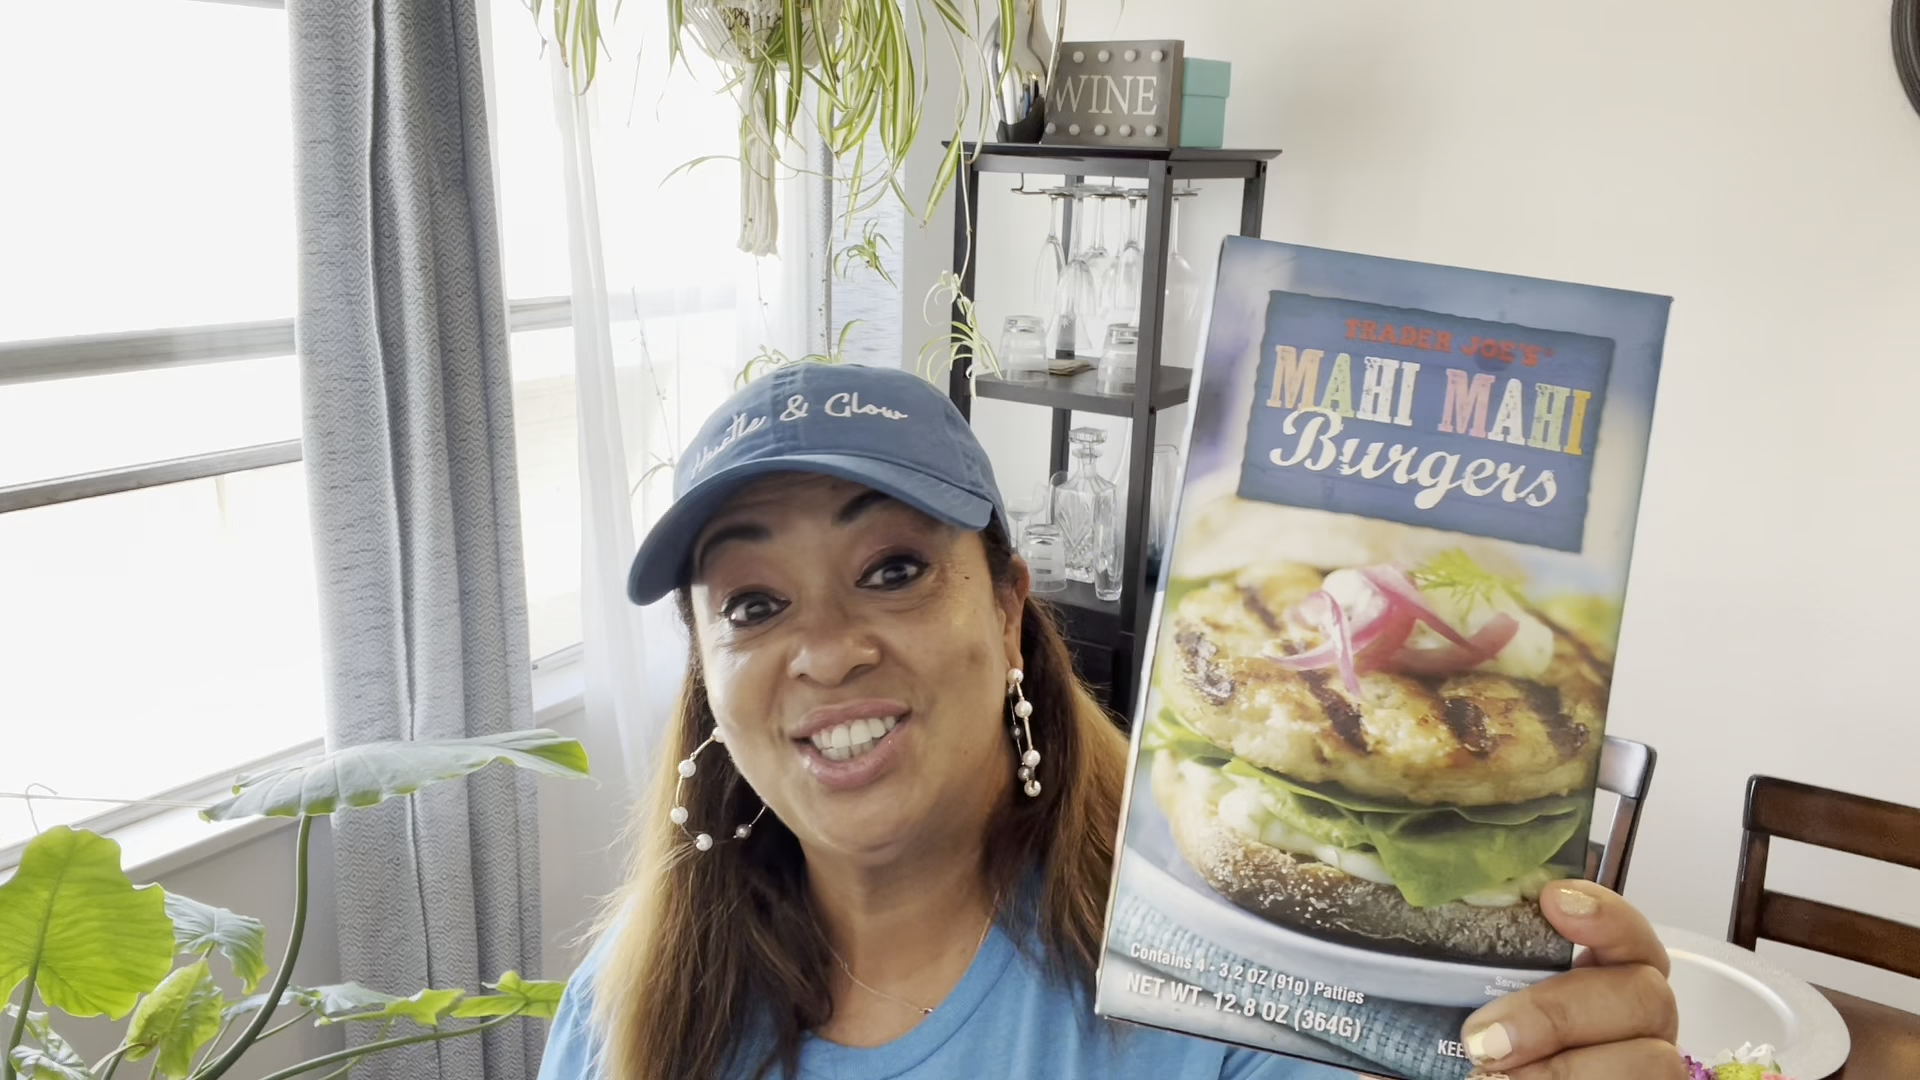 WINE
Hustle & Glow
TRADER JOE'S
MAHI MAHI
Burgers
Contains 4 - 3.2 OZ (91g) Patties
NET WT. 12.8 OZ (364G)